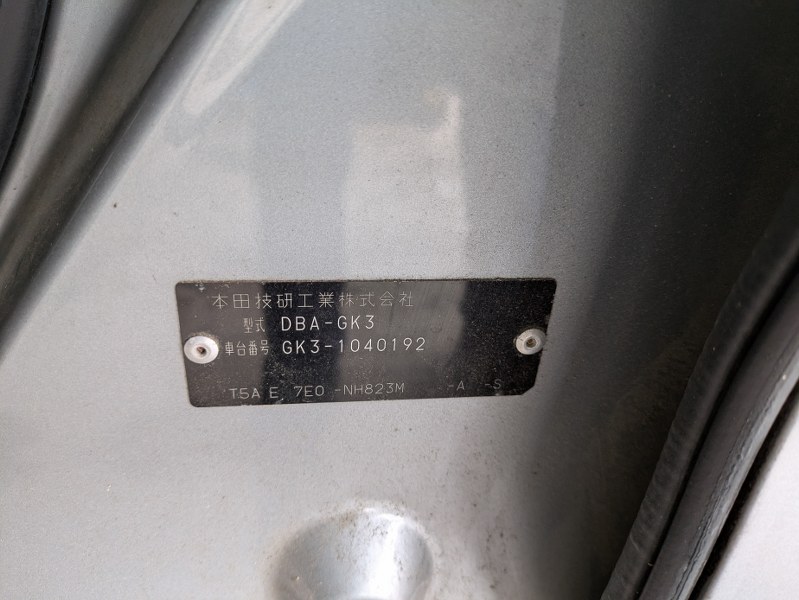 本田技研工業株式会社
型式 DBA-GK3
車台番号 GK3-1040192
T5A E 7E0 -NH823M -A -S